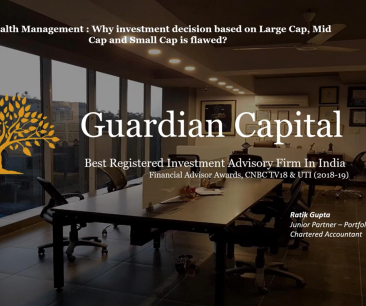 alth Management : Why investment decision based on Large Cap, Mid
Cap and Small Cap is flawed?
Guardian Capital
Best Registered Investment Advisory Firm In India
Financial Advisor Awards, CNBC TV18 & UTI (2018-19)
Ratik Gupta
Junior Partner – Portfol
Chartered Accountant